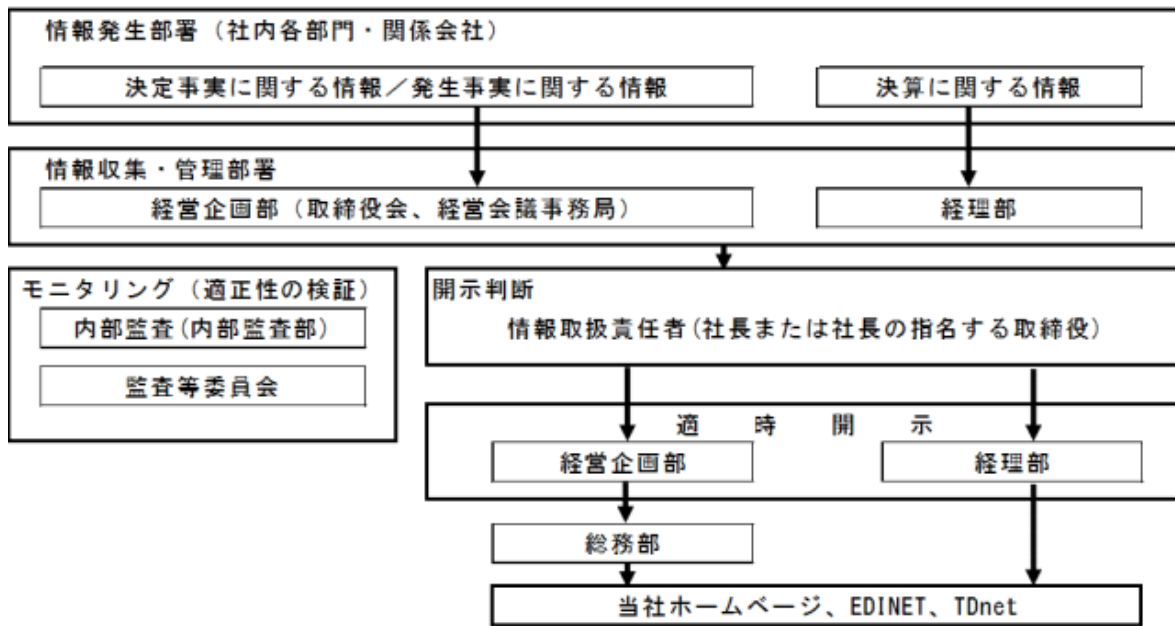 情報発生部署（社内各部門・関係会社）
決定事実に関する情報／発生事実に関する情報
決算に関する情報
情報収集・管理部署
経営企画部（取締役会、経営会議事務局）
経理部
モニタリング（適正性の検証）
内部監査(内部監査部)
監査等委員会
開示判断
情報取扱責任者(社長または社長の指名する取締役)
適時開示
経営企画部
経理部
総務部
当社ホームページ、EDINET、TDnet